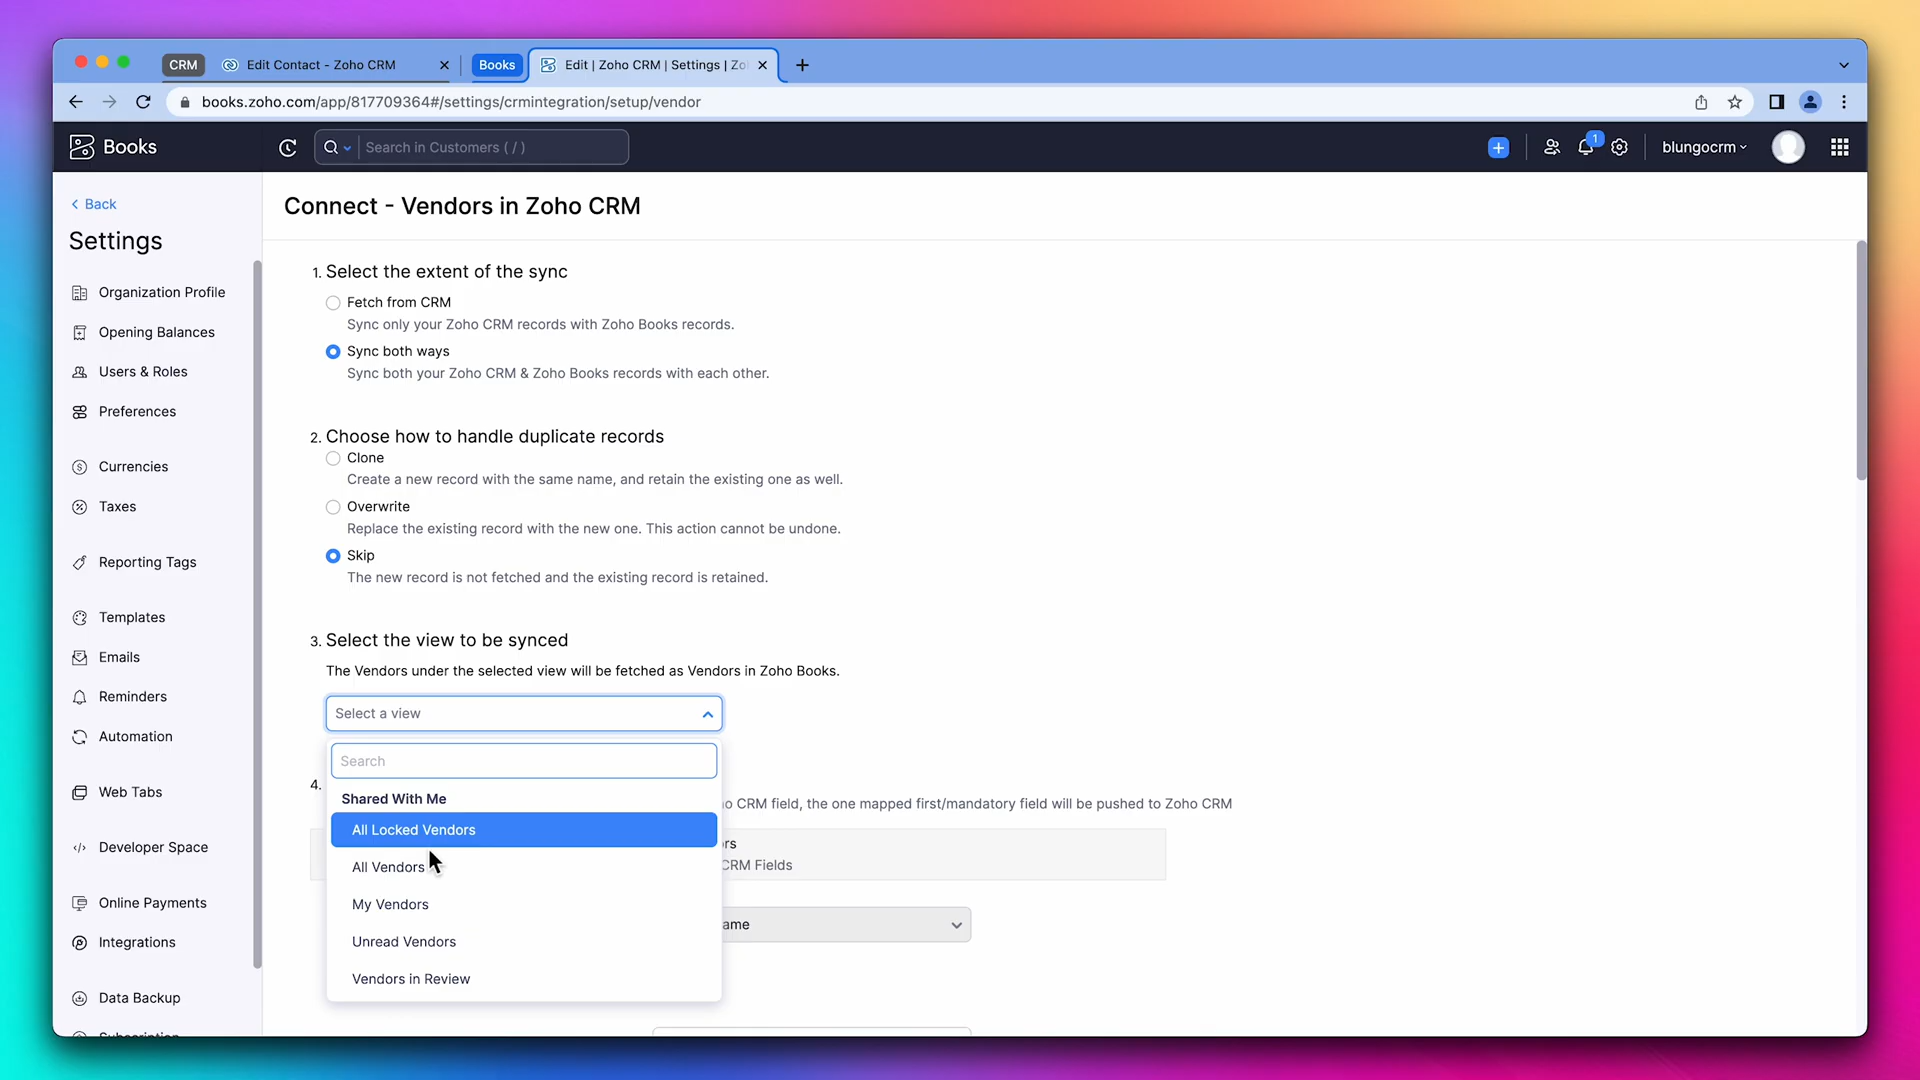 CRM
Edit Contact - Zoho CRM
Books
Edit | Zoho CRM | Settings | Zo
books.zoho.com/app/817709364#/settings/crmintegration/setup/vendor
Books
Search in Customers ( / )
1
blungocrm
Back
Settings
Organization Profile
Opening Balances
Users & Roles
Preferences
Currencies
Taxes
Reporting Tags
Templates
Emails
Reminders
Automation
Web Tabs
Developer Space
Online Payments
Integrations
Data Backup
Connect - Vendors in Zoho CRM
1. Select the extent of the sync
Fetch from CRM
Sync only your Zoho CRM records with Zoho Books records.
Sync both ways
Sync both your Zoho CRM & Zoho Books records with each other.
2. Choose how to handle duplicate records
Clone
Create a new record with the same name, and retain the existing one as well.
Overwrite
Replace the existing record with the new one. This action cannot be undone.
Skip
The new record is not fetched and the existing record is retained.
3. Select the view to be synced
The Vendors under the selected view will be fetched as Vendors in Zoho Books.
Select a view
Search
Shared With Me
All Locked Vendors
All Vendors
My Vendors
Unread Vendors
Vendors in Review
4.
o CRM field, the one mapped first/mandatory field will be pushed to Zoho CRM
rs
CRM Fields
ame